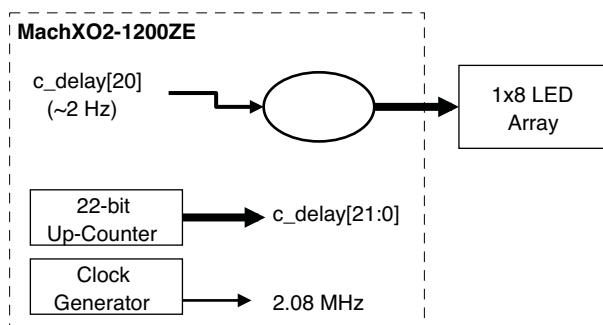 MachXO2-1200ZE
c_delay[20]
(~2 Hz)
1x8 LED
Array
22-bit
Up-Counter
c_delay[21:0]
Clock
Generator
2.08 MHz